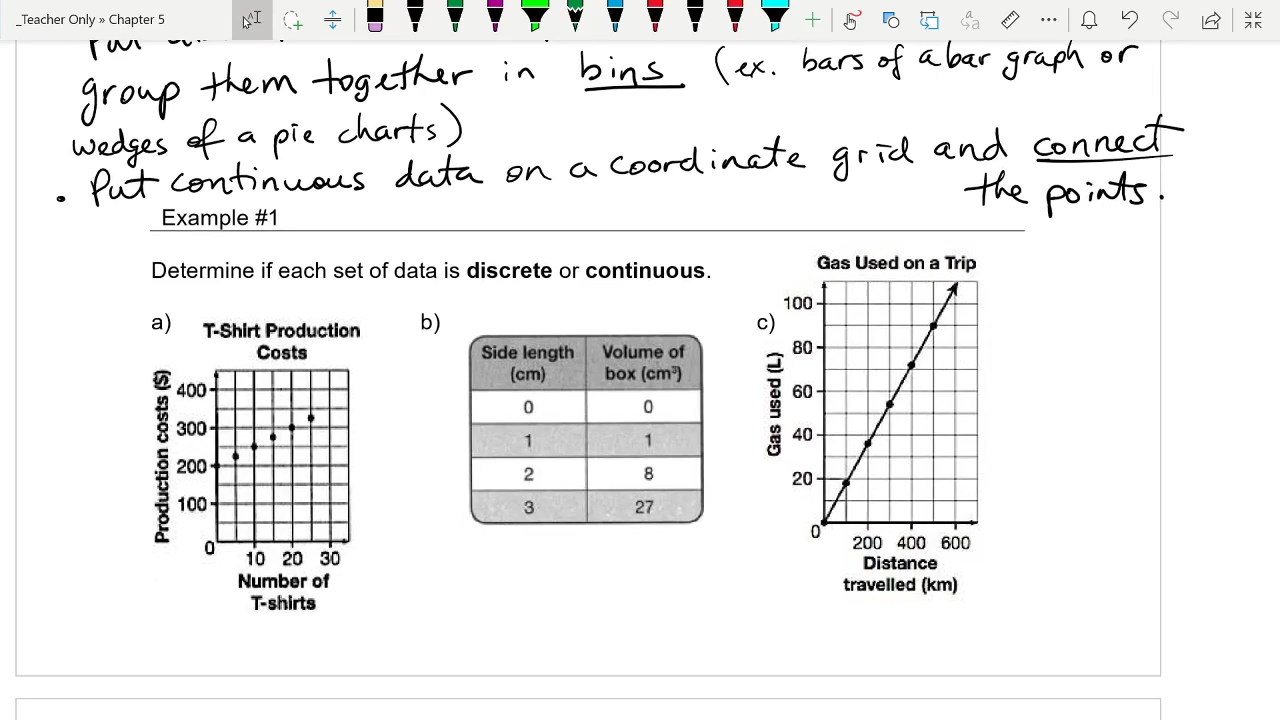 _Teacher Only » Chapter 5
group them together in bins (ex. bars of a bar graph or
wedges of a pie charts)
• Put continuous data on a coordinate grid and connect
the points.
Example #1
Determine if each set of data is discrete or continuous.
a)
T-Shirt Production
Costs
Production costs ($)
400
300
200
100
0
10 20 30
Number of
T-shirts
b)
Side length (cm) Volume of box (cm³)
0 0
1 1
2 8
3 27
c)
Gas Used on a Trip
Gas used (L)
100
80
60
40
20
0
200 400 600
Distance
travelled (km)